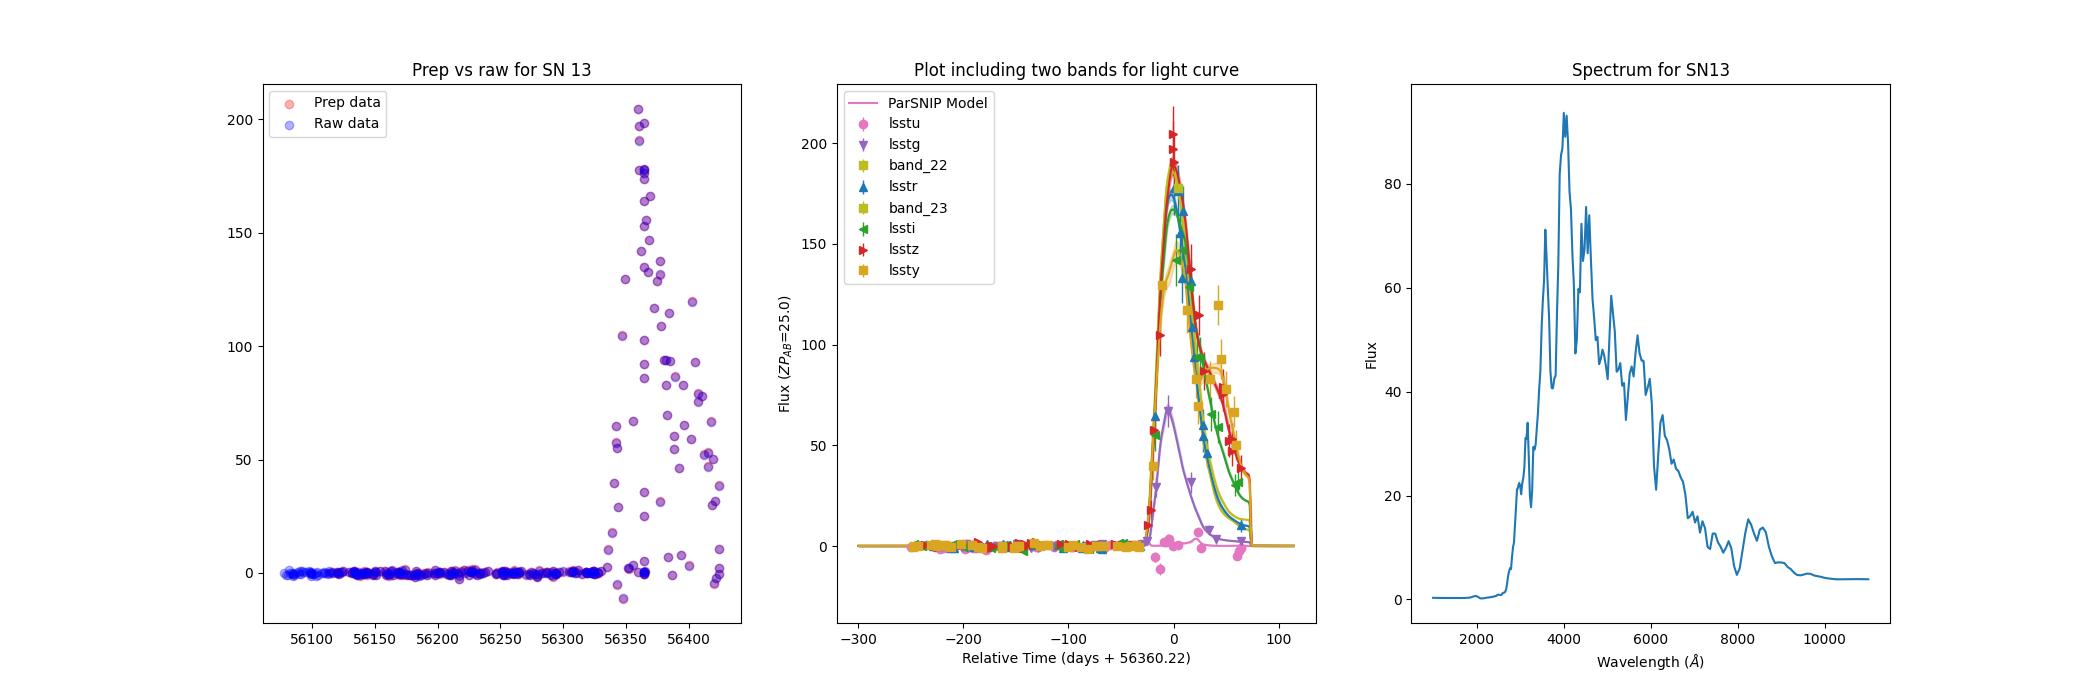 Prep vs raw for SN 13
Prep data
Raw data
200
150
100
50
0
56100 56150 56200 56250 56300 56350 56400
Plot including two bands for light curve
ParSNIP Model
lsstu
lsstg
band_22
lsstr
band_23
lssti
lsstz
lssty
Flux (ZP_AB=25.0)
200
150
100
50
0
−300 −200 −100 0 100
Relative Time (days + 56360.22)
Spectrum for SN13
Flux
80
60
40
20
0
2000 4000 6000 8000 10000
Wavelength (Å)